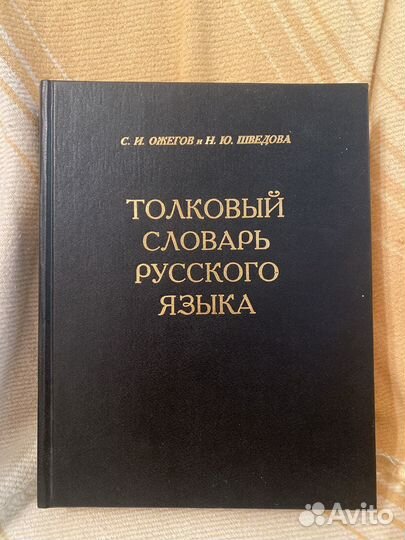 С. И. ОЖЕГОВ и Н. Ю. ШВЕДОВА
ТОЛКОВЫЙ
СЛОВАРЬ
РУССКОГО
ЯЗЫКА
Avito